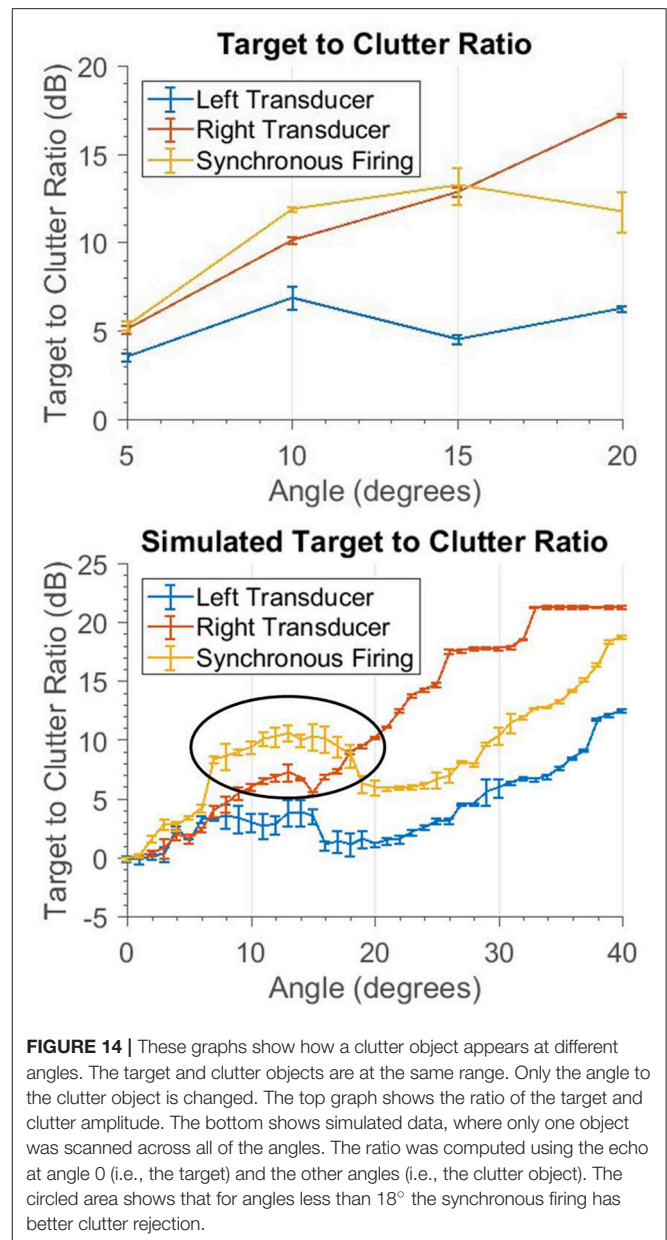 Target to Clutter Ratio
Target to Clutter Ratio (dB)
20
15
10
5
0
Left Transducer
Right Transducer
Synchronous Firing
5 10 15 20
Angle (degrees)
Simulated Target to Clutter Ratio
Target to Clutter Ratio (dB)
25
20
15
10
5
0
-5
Left Transducer
Right Transducer
Synchronous Firing
0 10 20 30 40
Angle (degrees)
FIGURE 14 | These graphs show how a clutter object appears at different
angles. The target and clutter objects are at the same range. Only the angle to
the clutter object is changed. The top graph shows the ratio of the target and
clutter amplitude. The bottom shows simulated data, where only one object
was scanned across all of the angles. The ratio was computed using the echo
at angle 0 (i.e., the target) and the other angles (i.e., the clutter object). The
circled area shows that for angles less than 18° the synchronous firing has
better clutter rejection.